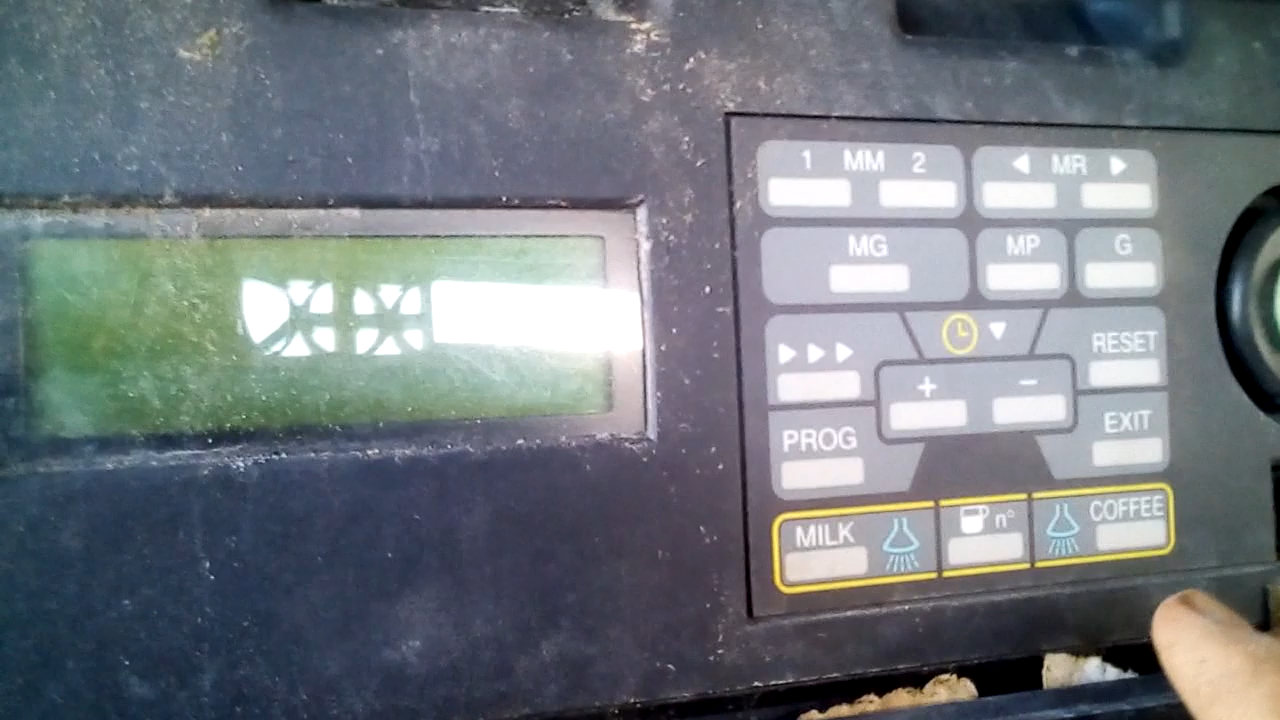 1 MM 2
◀ MR ▶
MG
MP
G
▶ ▶ ▶
▼
RESET
+
−
PROG
EXIT
MILK
n°
COFFEE